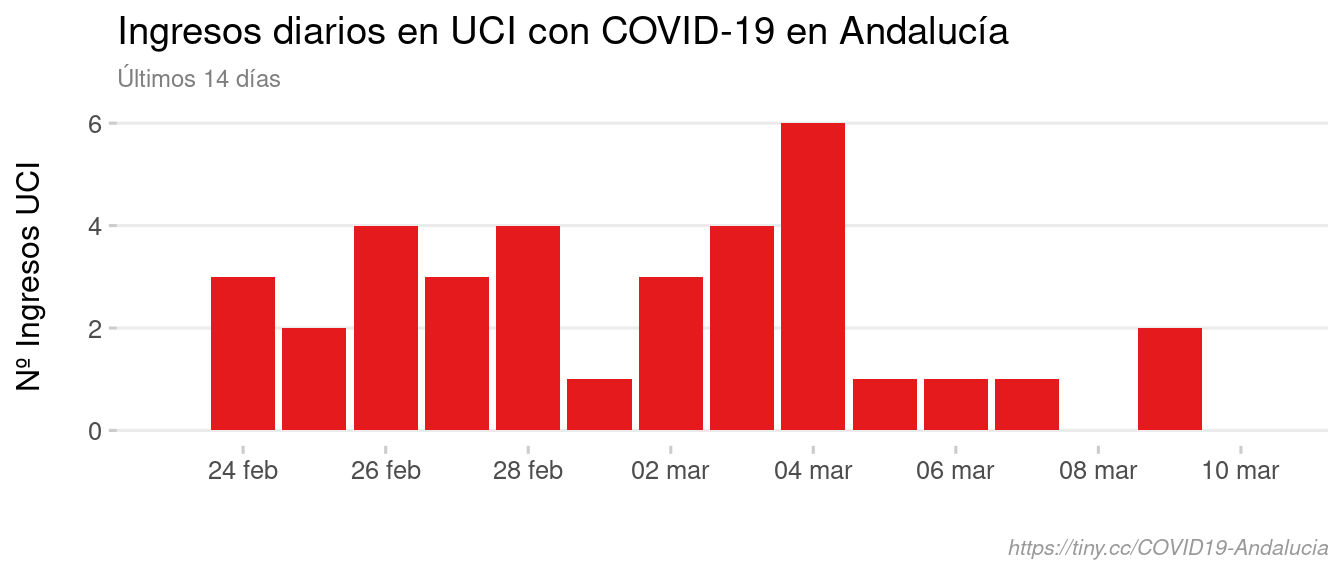 Ingresos diarios en UCI con COVID-19 en Andalucía
Últimos 14 días
Nº Ingresos UCI
6
4
2
0
24 feb 26 feb 28 feb 02 mar 04 mar 06 mar 08 mar 10 mar
https://tiny.cc/COVID19-Andalucia